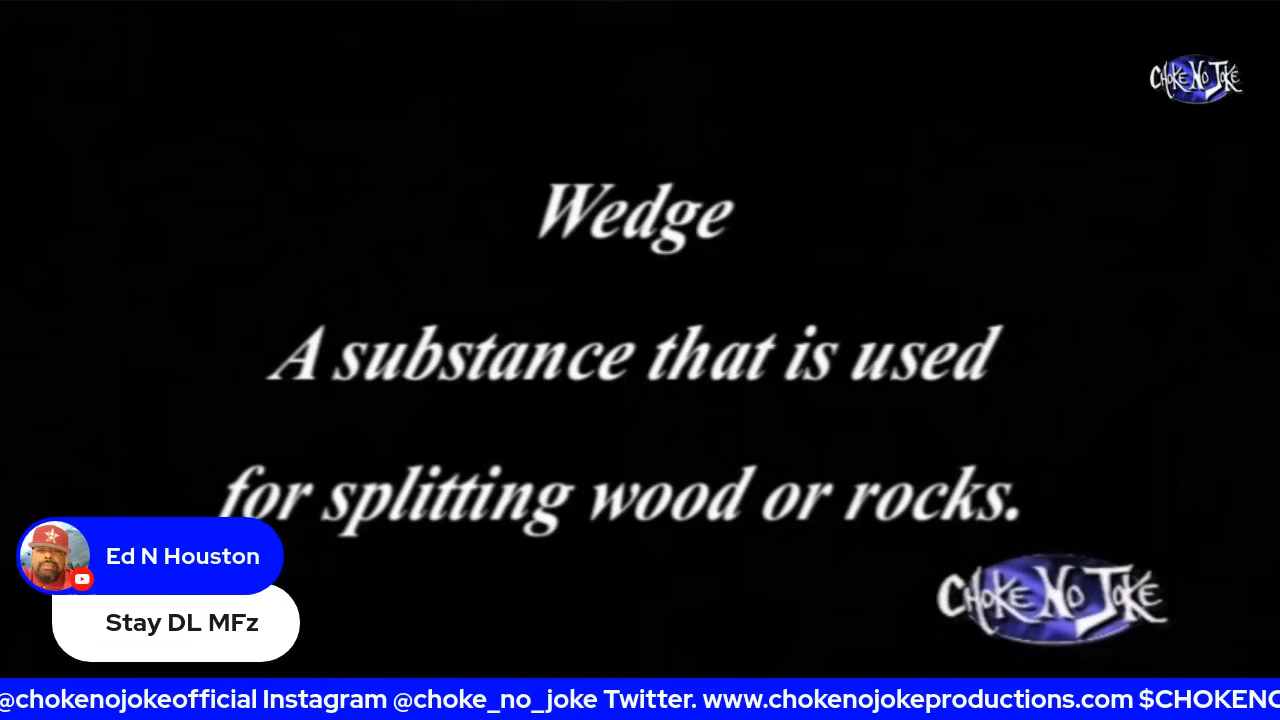 CHOKE NO JOKE
Wedge
A substance that is used
for splitting wood or rocks.
Ed N Houston
Stay DL MFz
CHOKE NO JOKE
@chokenojokeofficial Instagram @choke_no_joke Twitter. www.chokenojokeproductions.com $CHOKENO